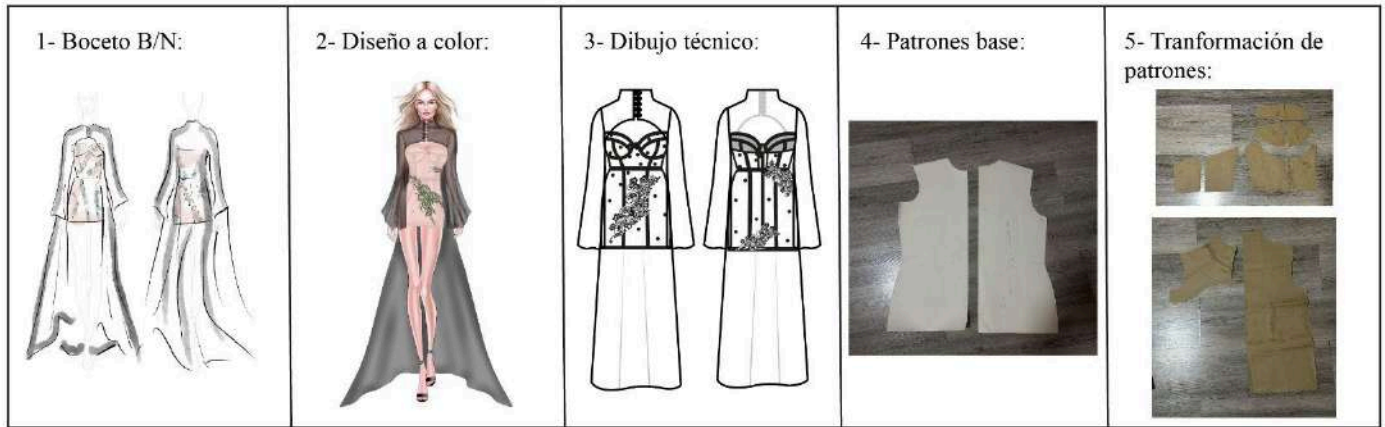 1- Boceto B/N:
2- Diseño a color:
3- Dibujo técnico:
4- Patrones base:
5- Tranformación de
patrones: